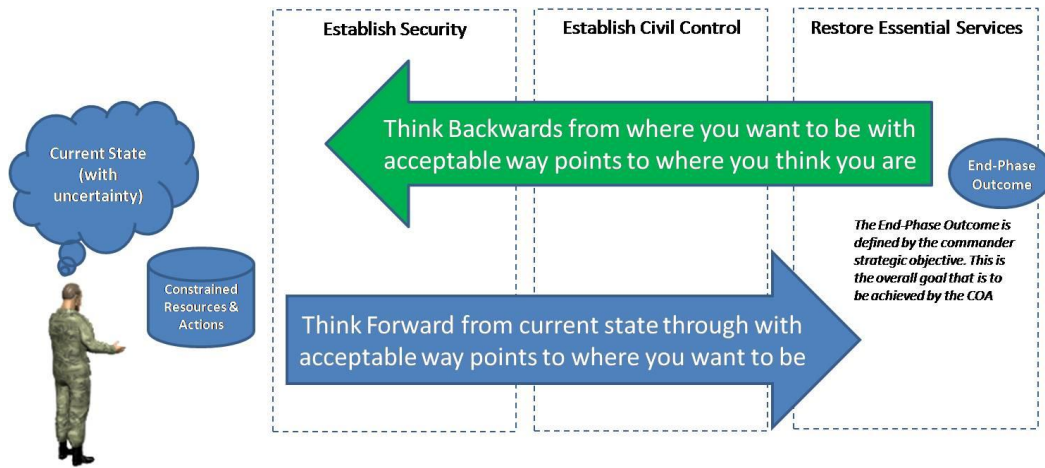 Establish Security
Establish Civil Control
Restore Essential Services
Think Backwards from where you want to be with
acceptable way points to where you think you are
Current State
(with
uncertainty)
End-Phase
Outcome
The End-Phase Outcome is
defined by the commander
strategic objective. This is
the overall goal that is to
be achieved by the COA
Constrained
Resources &
Actions
Think Forward from current state through with
acceptable way points to where you want to be